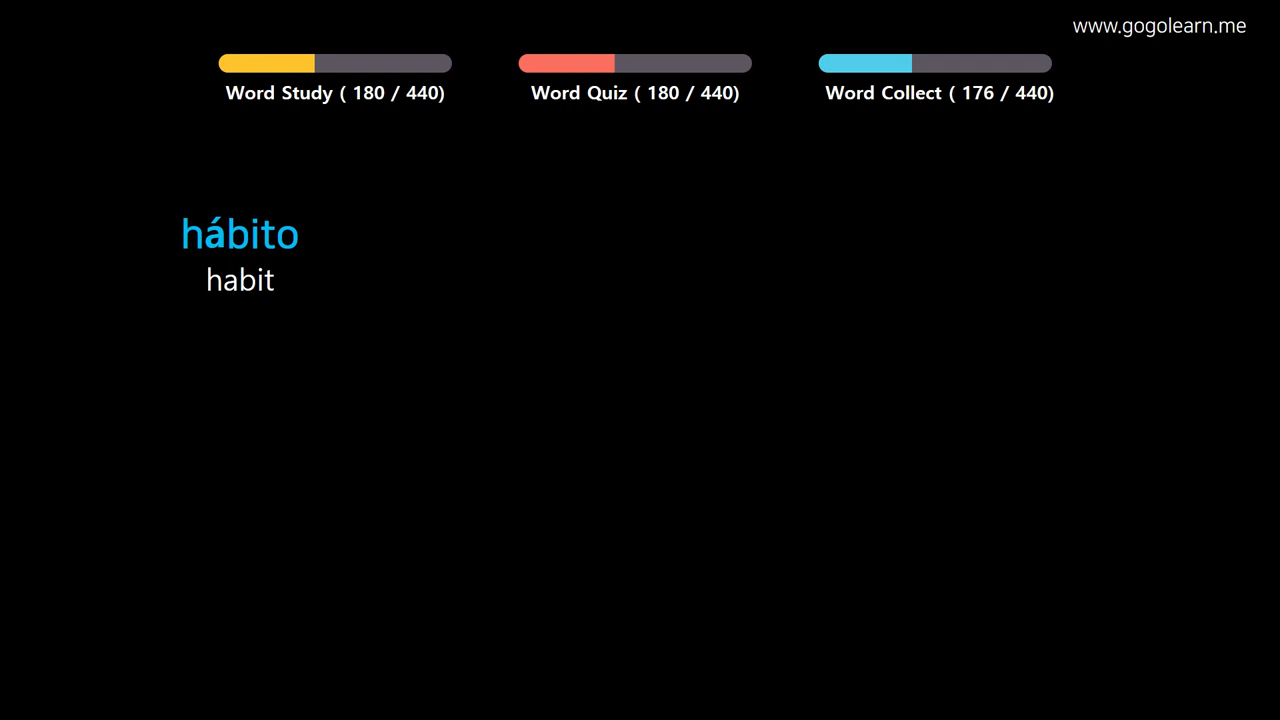 www.gogolearn.me
Word Study ( 180 / 440)
Word Quiz ( 180 / 440)
Word Collect ( 176 / 440)
hábito
habit